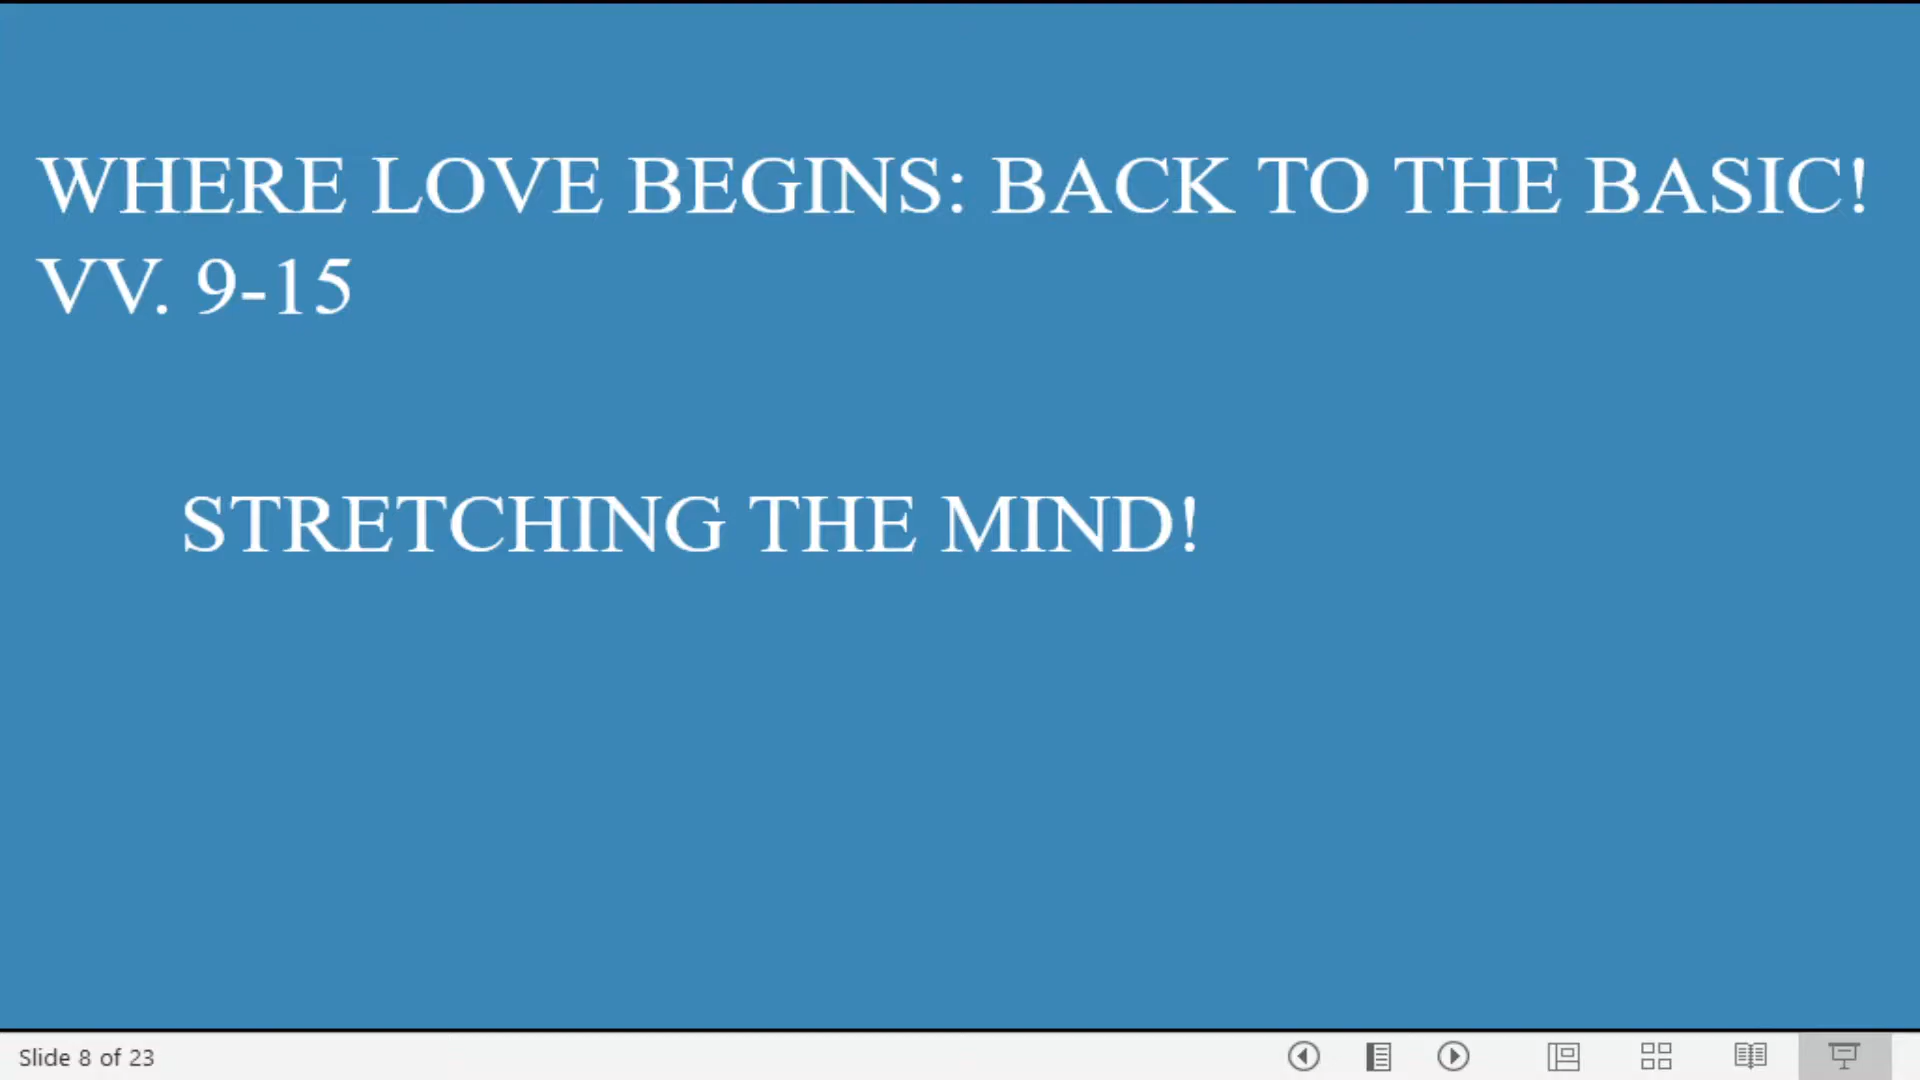 WHERE LOVE BEGINS: BACK TO THE BASIC!
VV. 9-15
STRETCHING THE MIND!
Slide 8 of 23